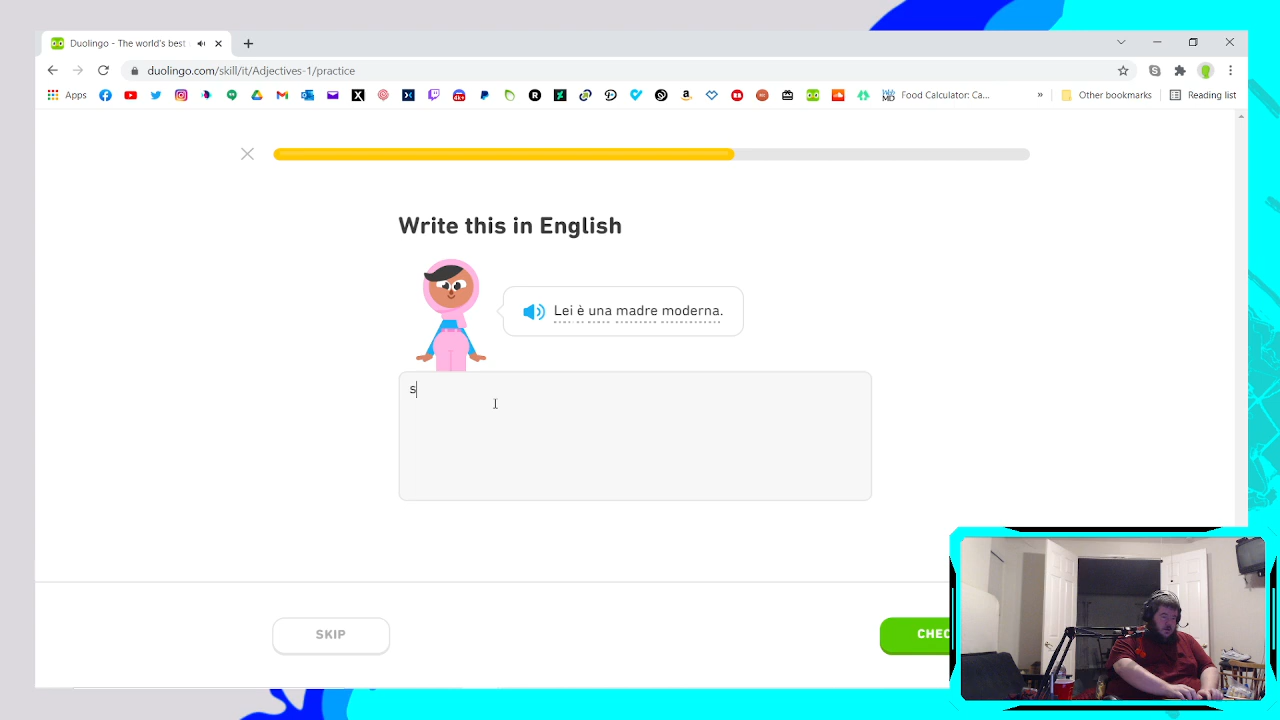 Duolingo - The world's best
duolingo.com/skill/it/Adjectives-1/practice
Apps
Food Calculator: Ca...
»
Other bookmarks
Reading list
Write this in English
Lei è una madre moderna.
s
SKIP
CHEC